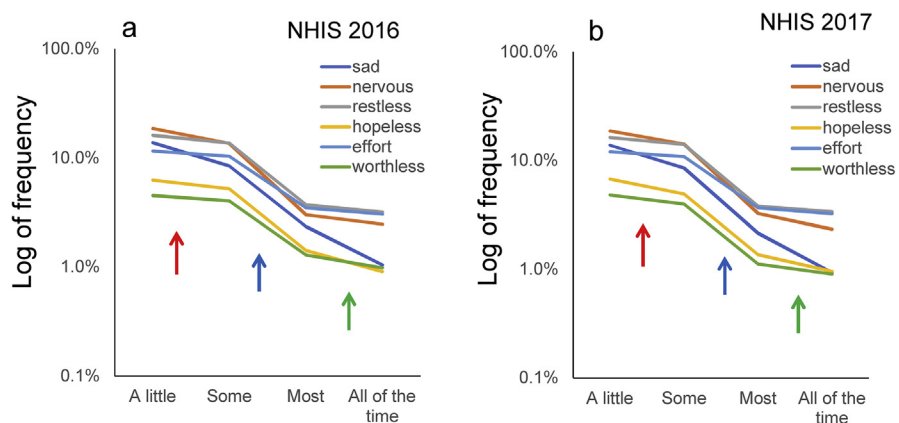 a
NHIS 2016
100.0%
10.0%
1.0%
0.1%
Log of frequency
sad
nervous
restless
hopeless
effort
worthless
A little
Some
Most
All of the
time
b
NHIS 2017
100.0%
10.0%
1.0%
0.1%
Log of frequency
sad
nervous
restless
hopeless
effort
worthless
A little
Some
Most
All of the
time